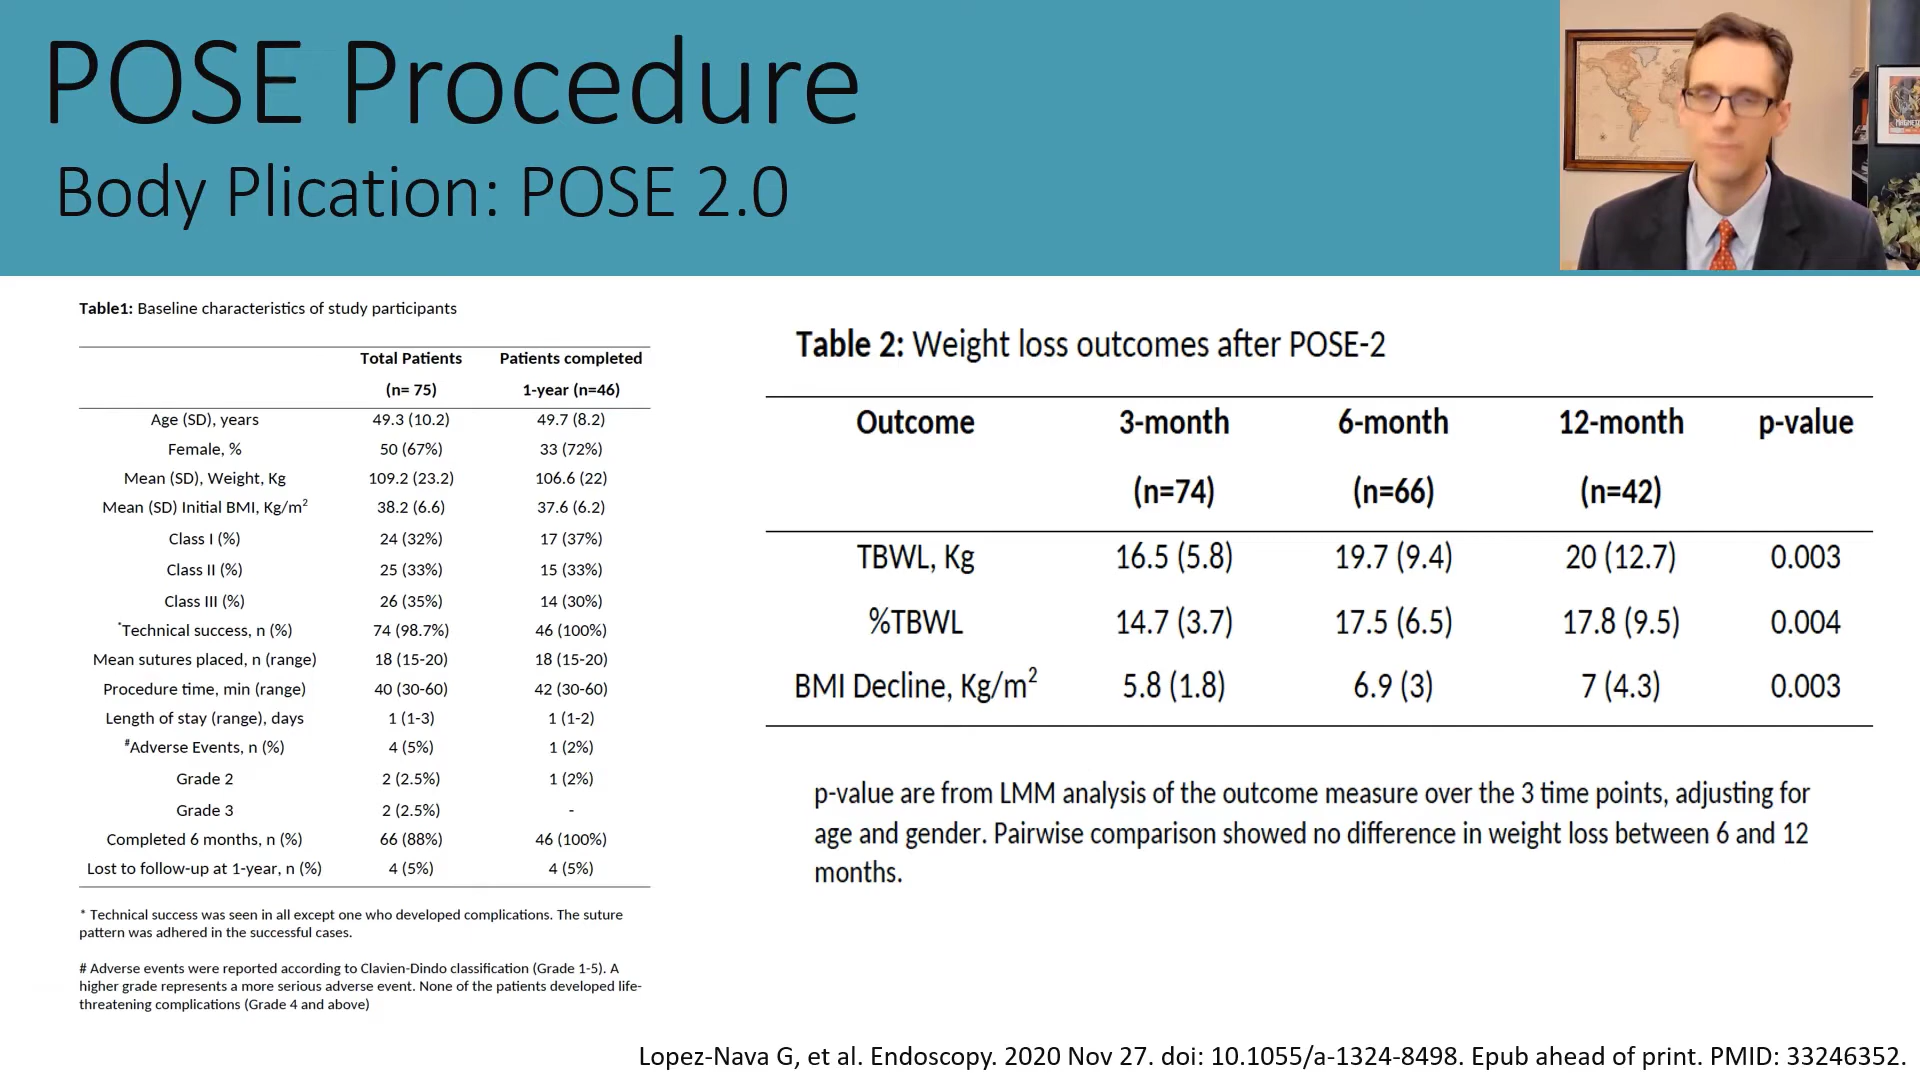 POSE Procedure
Body Plication: POSE 2.0
Table1: Baseline characteristics of study participants
Total Patients Patients completed
(n= 75) 1-year (n=46)
Age (SD), years 49.3 (10.2) 49.7 (8.2)
Female, % 50 (67%) 33 (72%)
Mean (SD), Weight, Kg 109.2 (23.2) 106.6 (22)
Mean (SD) Initial BMI, Kg/m² 38.2 (6.6) 37.6 (6.2)
Class I (%) 24 (32%) 17 (37%)
Class II (%) 25 (33%) 15 (33%)
Class III (%) 26 (35%) 14 (30%)
*Technical success, n (%) 74 (98.7%) 46 (100%)
Mean sutures placed, n (range) 18 (15-20) 18 (15-20)
Procedure time, min (range) 40 (30-60) 42 (30-60)
Length of stay (range), days 1 (1-3) 1 (1-2)
#Adverse Events, n (%) 4 (5%) 1 (2%)
Grade 2 2 (2.5%) 1 (2%)
Grade 3 2 (2.5%) -
Completed 6 months, n (%) 66 (88%) 46 (100%)
Lost to follow-up at 1-year, n (%) 4 (5%) 4 (5%)
* Technical success was seen in all except one who developed complications. The suture
pattern was adhered in the successful cases.
# Adverse events were reported according to Clavien-Dindo classification (Grade 1-5). A
higher grade represents a more serious adverse event. None of the patients developed life-
threatening complications (Grade 4 and above)
Table 2: Weight loss outcomes after POSE-2
Outcome 3-month 6-month 12-month p-value
(n=74) (n=66) (n=42)
TBWL, Kg 16.5 (5.8) 19.7 (9.4) 20 (12.7) 0.003
%TBWL 14.7 (3.7) 17.5 (6.5) 17.8 (9.5) 0.004
BMI Decline, Kg/m² 5.8 (1.8) 6.9 (3) 7 (4.3) 0.003
p-value are from LMM analysis of the outcome measure over the 3 time points, adjusting for
age and gender. Pairwise comparison showed no difference in weight loss between 6 and 12
months.
Lopez-Nava G, et al. Endoscopy. 2020 Nov 27. doi: 10.1055/a-1324-8498. Epub ahead of print. PMID: 33246352.